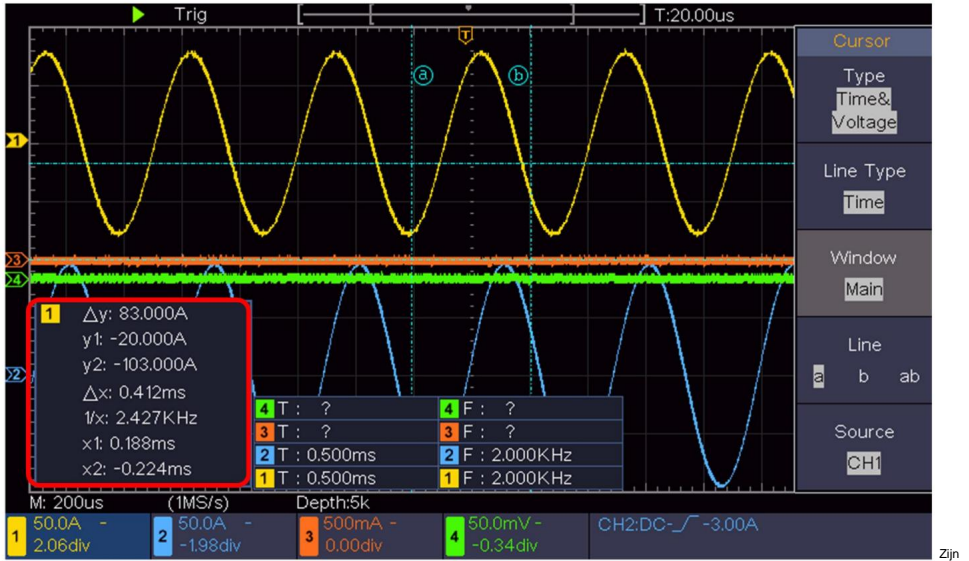 Trig T:20.00us
T
a b
1
3
4
2
1 △y: 83.000A
y1: -20.000A
y2: -103.000A
△x: 0.412ms
1/x: 2.427KHz
x1: 0.188ms
x2: -0.224ms
4 T : ? 4 F : ?
3 T : ? 3 F : ?
2 T : 0.500ms 2 F : 2.000KHz
1 T : 0.500ms 1 F : 2.000KHz
M: 200us (1MS/s) Depth:5k
1 50.0A - 2 50.0A - 3 500mA - 4 50.0mV - CH2:DC-_/¯ -3.00A
2.06div -1.98div 0.00div -0.34div
Cursor
Type
Time&
Voltage
Line Type
Time
Window
Main
Line
a b ab
Source
CH1
Zijn